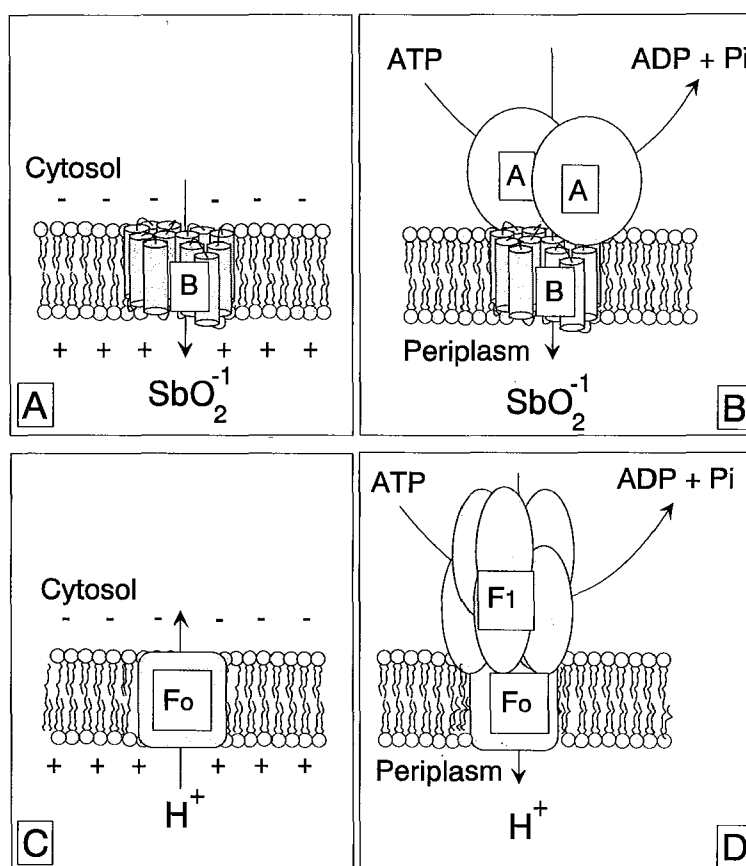 Cytosol
- - - - - -
B
+ + + + + +
SbO₂⁻¹
A
ATP
ADP + Pi
A
A
B
Periplasm
SbO₂⁻¹
B
Cytosol
- - - - - -
Fo
+ + + + + +
H⁺
C
ATP
ADP + Pi
F1
Fo
Periplasm
H⁺
D